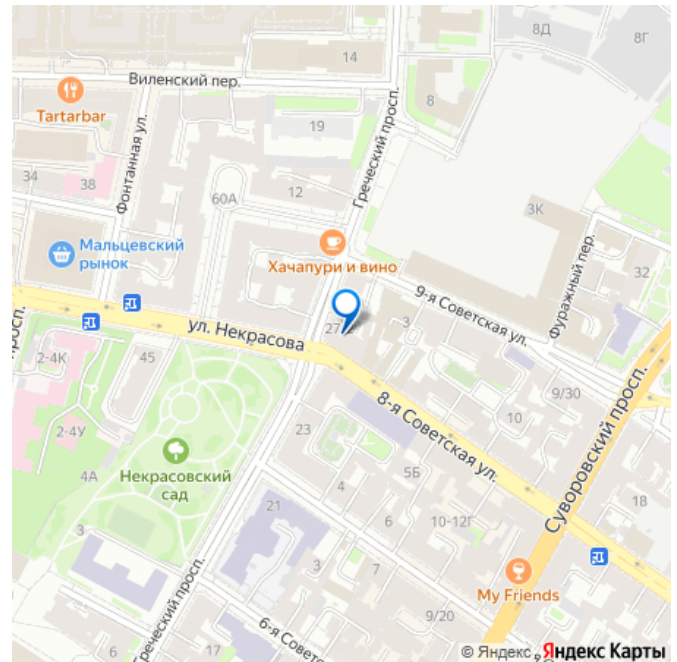 8Д
8Г
14
Виленский пер.
Tartarbar
8
19
Греческий просп.
Фонтанная ул.
34
38
60А
12
3К
Мальцевский
рынок
Хачапури и вино
Фуражный пер.
32
9-я Советская ул.
ул. Некрасова
3
2-4К
45
9/30
8-я Советская ул.
10
2-4У
23
Суворовский просп.
Некрасовский
сад
4А
5Б
4
6
10-12Г
18
21
3
3
7
My Friends
9/20
Греческий просп.
6-я Советская
6
17
© Яндекс
Яндекс Карты